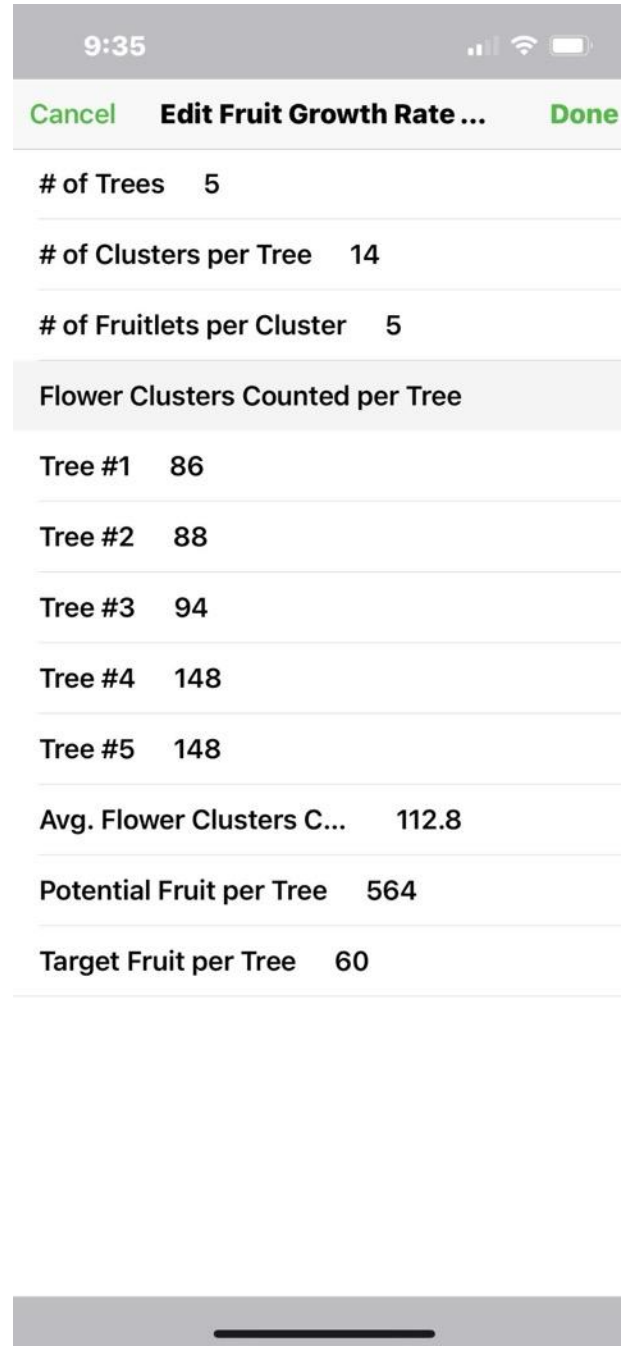 9:35
Cancel Edit Fruit Growth Rate ... Done
# of Trees 5
# of Clusters per Tree 14
# of Fruitlets per Cluster 5
Flower Clusters Counted per Tree
Tree #1 86
Tree #2 88
Tree #3 94
Tree #4 148
Tree #5 148
Avg. Flower Clusters C... 112.8
Potential Fruit per Tree 564
Target Fruit per Tree 60